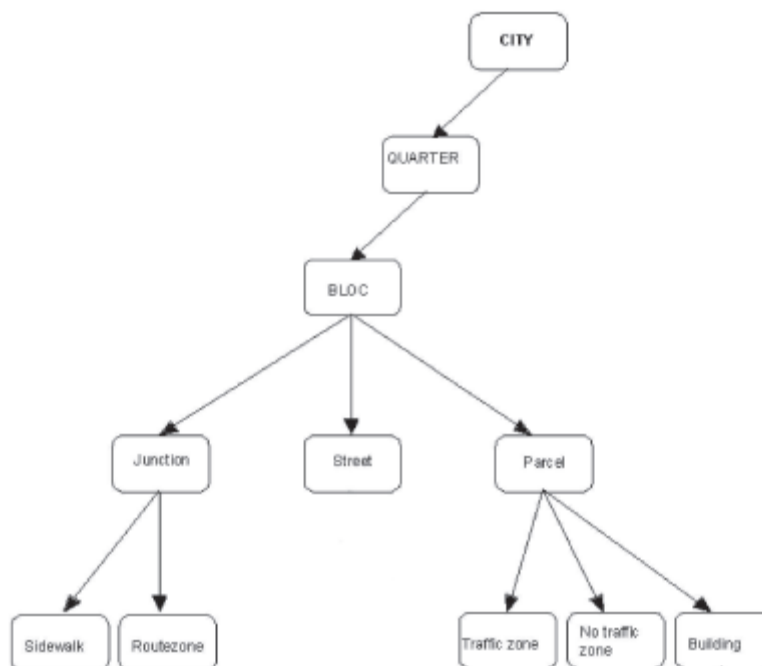 CITY
QUARTER
BLOC
Junction
Street
Parcel
Sidewalk
Routezone
Traffic zone
No traffic
zone
Building